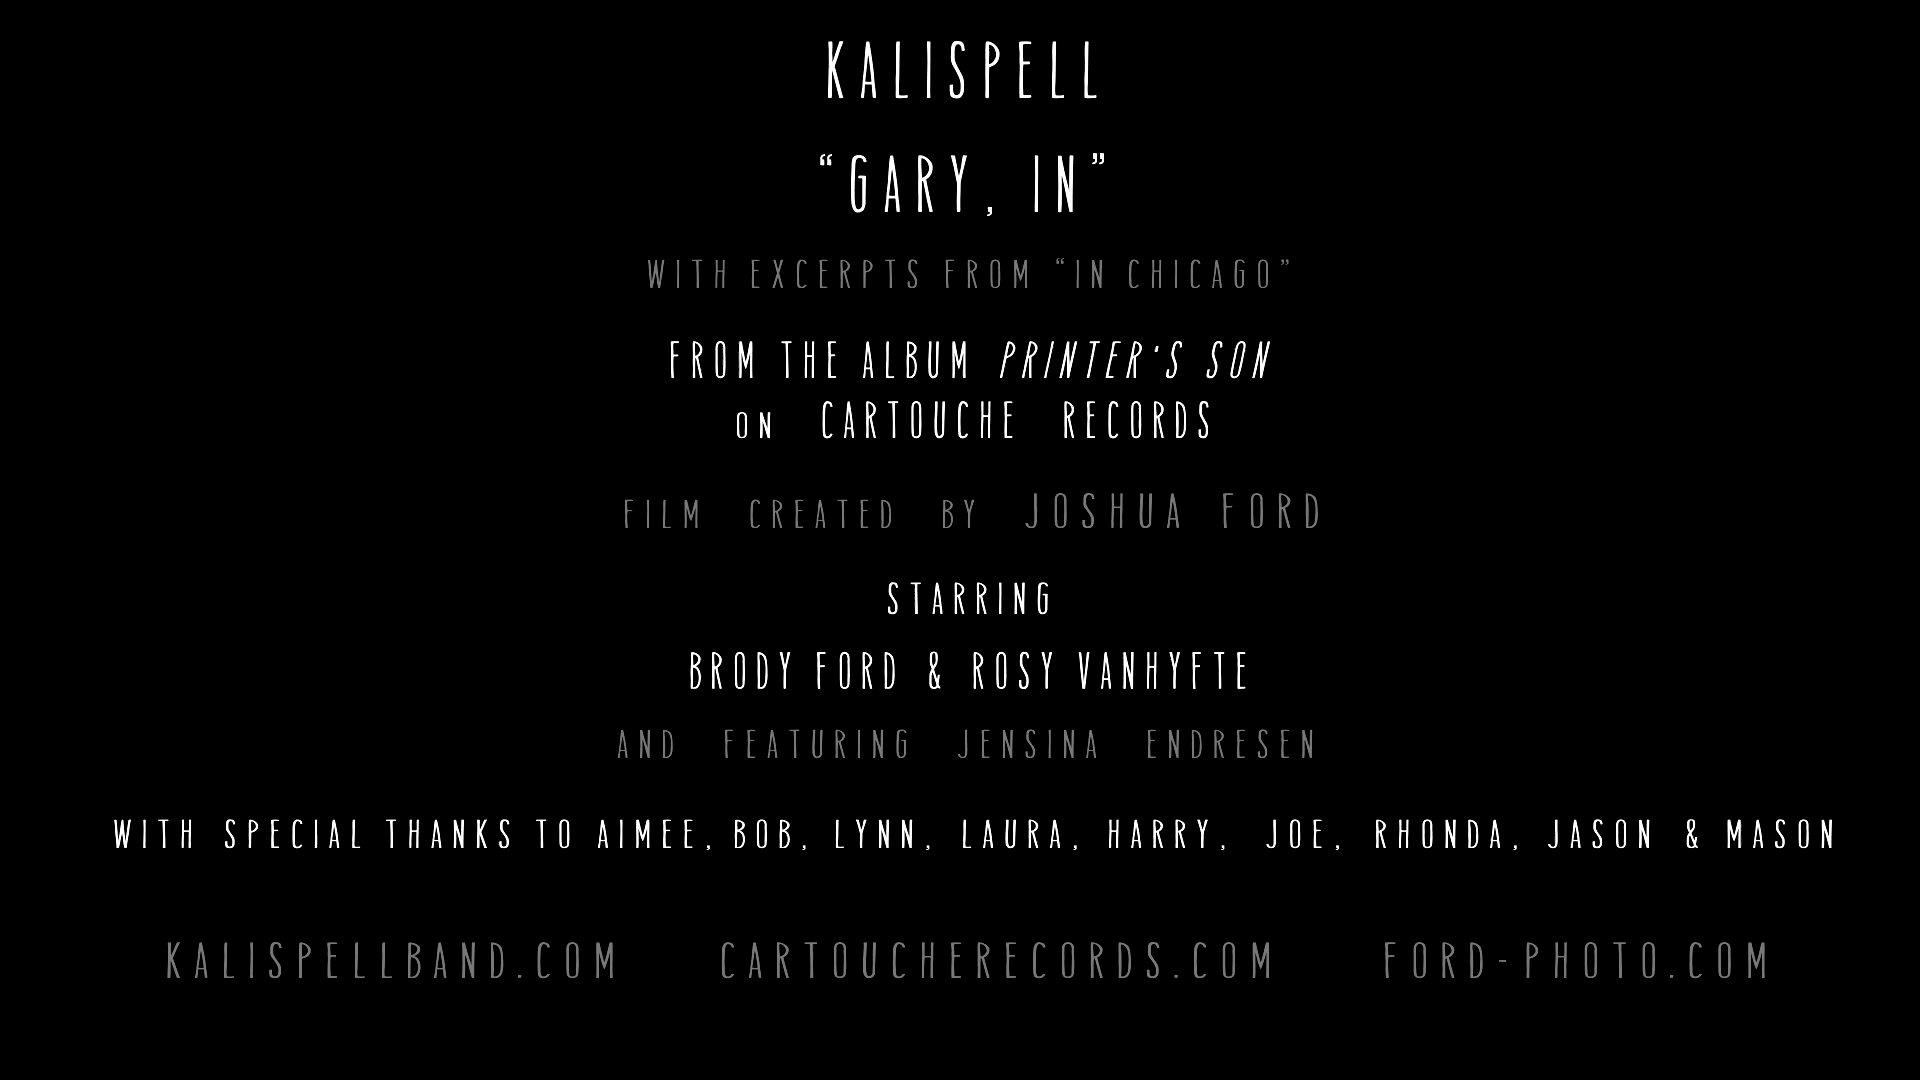 KALISPELL
“GARY, IN”
WITH EXCERPTS FROM “IN CHICAGO”
FROM THE ALBUM PRINTER'S SON
ON CARTOUCHE RECORDS
FILM CREATED BY JOSHUA FORD
STARRING
BRODY FORD & ROSY VANHYFTE
AND FEATURING JENSINA ENDRESEN
WITH SPECIAL THANKS TO AIMEE, BOB, LYNN, LAURA, HARRY, JOE, RHONDA, JASON & MASON
KALISPELLBAND.COM CARTOUCHERECORDS.COM FORD-PHOTO.COM